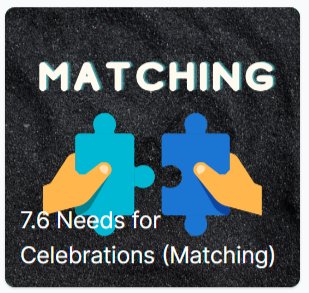 MATCHING
7.6 Needs for
Celebrations (Matching)